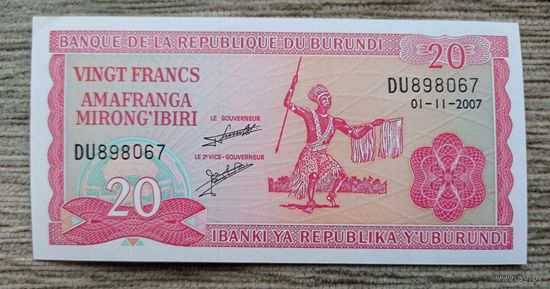 BANQUE DE LA REPUBLIQUE DU BURUNDI
20
VINGT FRANCS
AMAFRANGA
MIRONG'IBIRI
DU898067
01-11-2007
LE GOUVERNEUR
DU898067
LE 2e VICE-GOUVERNEUR
20
IBANKI YA REPUBLIKA Y'UBURUNDI